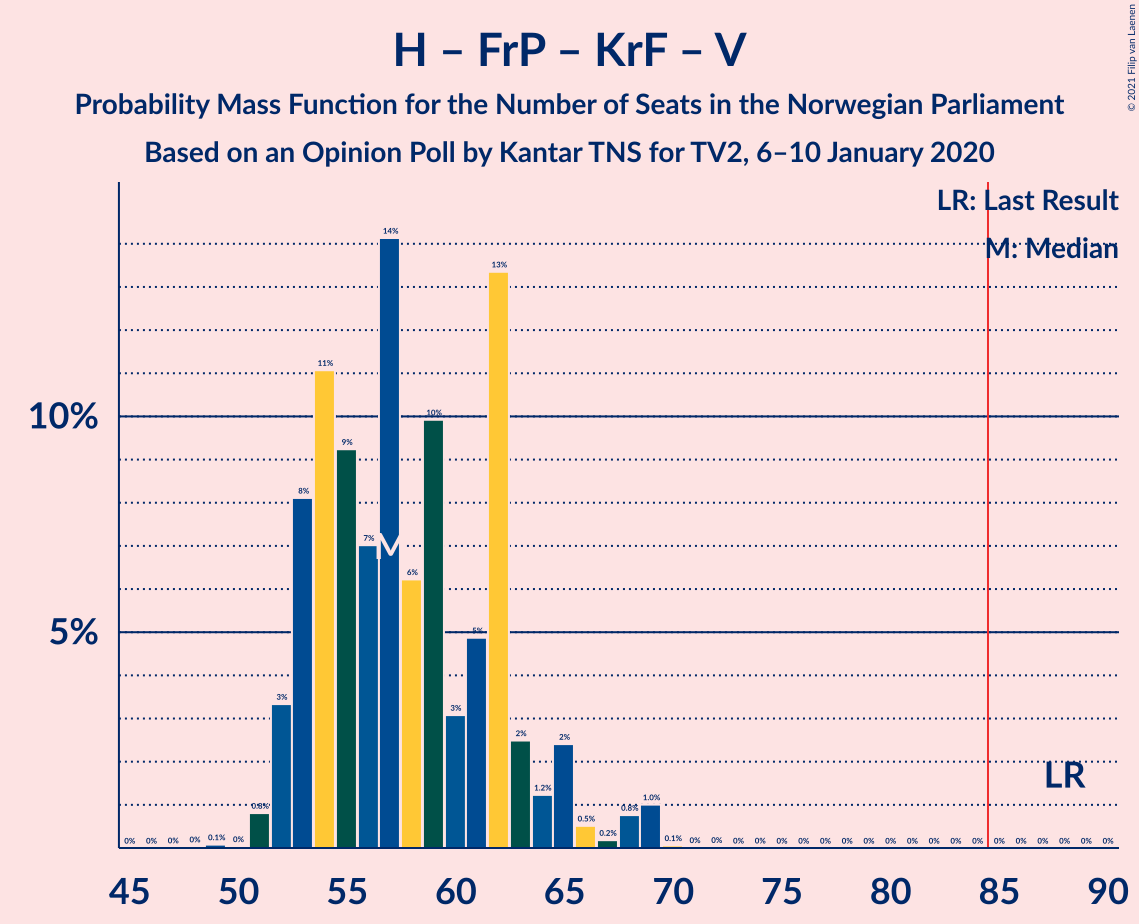 H – FrP – KrF – V
Probability Mass Function for the Number of Seats in the Norwegian Parliament
Based on an Opinion Poll by Kantar TNS for TV2, 6–10 January 2020
© 2021 Filip van Laenen
LR: Last Result
M: Median
10%
5%
0% 0% 0% 0% 0.1% 0% 0.8% 3% 8% 11% 9% 7% 14% 6% 10% 3% 5% 13% 2% 1.2% 2% 0.5% 0.2% 0.8% 1.0% 0.1% 0% 0% 0% 0% 0% 0% 0% 0% 0% 0% 0% 0% 0% 0% 0% 0% 0% 0% 0% 0%
M
LR
45 50 55 60 65 70 75 80 85 90